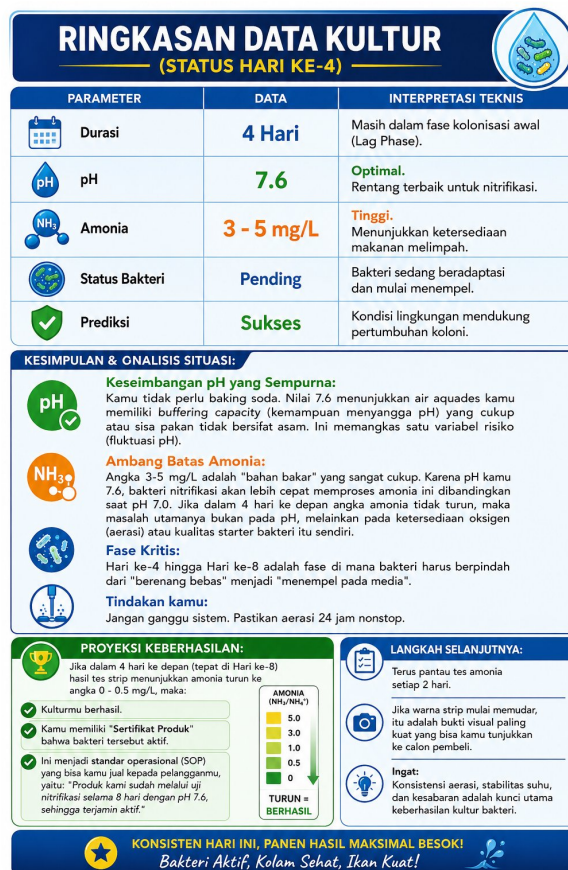 RINGKASAN DATA KULTUR
(STATUS HARI KE-4)
PARAMETER DATA INTERPRETASI TEKNIS
Durasi 4 Hari Masih dalam fase kolonisasi awal
(Lag Phase).
pH pH 7.6 Optimal.
Rentang terbaik untuk nitrifikasi.
NH₃ Amonia 3 - 5 mg/L Tinggi.
Menunjukkan ketersediaan
makanan melimpah.
Status Bakteri Pending Bakteri sedang beradaptasi
dan mulai menempel.
Prediksi Sukses Kondisi lingkungan mendukung
pertumbuhan koloni.
KESIMPULAN & ONALISIS SITUASI:
pH
Keseimbangan pH yang Sempurna:
Kamu tidak perlu baking soda. Nilai 7.6 menunjukkan air aquades kamu
memiliki buffering capacity (kemampuan menyangga pH) yang cukup
atau sisa pakan tidak bersifat asam. Ini memangkas satu variabel risiko
(fluktuasi pH).
NH₃
Ambang Batas Amonia:
Angka 3-5 mg/L adalah "bahan bakar" yang sangat cukup. Karena pH kamu
7.6, bakteri nitrifikasi akan lebih cepat memproses amonia ini dibandingkan
saat pH 7.0. Jika dalam 4 hari ke depan angka amonia tidak turun, maka
masalah utamanya bukan pada pH, melainkan pada ketersediaan oksigen
(aerasi) atau kualitas starter bakteri itu sendiri.
Fase Kritis:
Hari ke-4 hingga Hari ke-8 adalah fase di mana bakteri harus berpindah
dari "berenang bebas" menjadi "menempel pada media".
Tindakan kamu:
Jangan ganggu sistem. Pastikan aerasi 24 jam nonstop.
PROYEKSI KEBERHASILAN:
Jika dalam 4 hari ke depan (tepat di Hari ke-8)
hasil tes strip menunjukkan amonia turun ke
angka 0 - 0.5 mg/L, maka:
Kulturmu berhasil.
Kamu memiliki "Sertifikat Produk"
bahwa bakteri tersebut aktif.
Ini menjadi standar operasional (SOP)
yang bisa kamu jual kepada pelangganmu,
yaitu: "Produk kami sudah melalui uji
nitrifikasi selama 8 hari dengan pH 7.6,
sehingga terjamin aktif."
AMONIA
(NH₃/NH₄⁺)
5.0
3.0
1.0
0.5
0
TURUN =
BERHASIL
LANGKAH SELANJUTNYA:
Terus pantau tes amonia
setiap 2 hari.
Jika warna strip mulai memudar,
itu adalah bukti visual paling
kuat yang bisa kamu tunjukkan
ke calon pembeli.
Ingat:
Konsistensi aerasi, stabilitas suhu,
dan kesabaran adalah kunci utama
keberhasilan kultur bakteri.
KONSISTEN HARI INI, PANEN HASIL MAKSIMAL BESOK!
Bakteri Aktif, Kolam Sehat, Ikan Kuat!